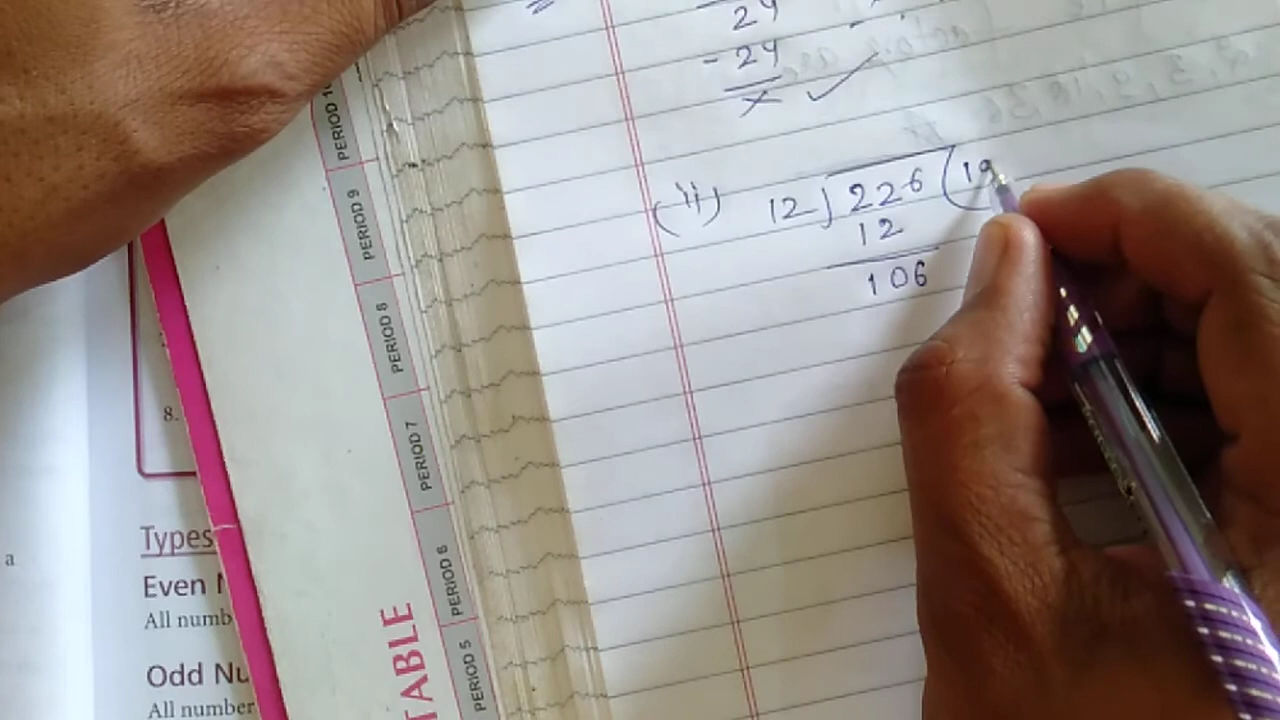 24
- 24
×
(ii) 12 ) 226 ( 19
12
106
PERIOD 9
PERIOD 8
PERIOD 7
PERIOD 6
PERIOD 5
TABLE
8.
a
Types
Even
All numb
Odd Nu
All number